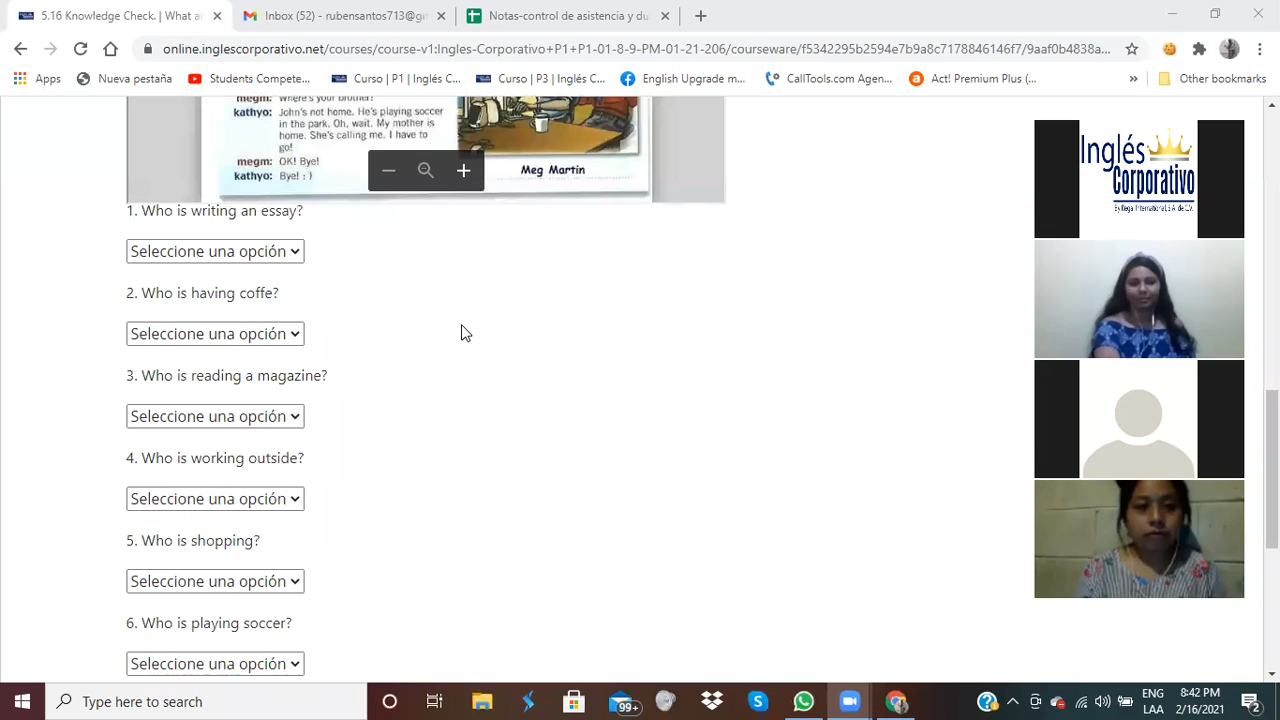 5.16 Knowledge Check. | What a
Inbox (52) - rubensantos713@gm
Notas-control de asistencia y du
online.inglescorporativo.net/courses/course-v1:Ingles-Corporativo+P1+P1-01-8-9-PM-01-21-206/courseware/f5342295b2594e7b9a8c7178846146f7/9aaf0b4838a...
Apps
Nueva pestaña
Students Compete...
Curso | P1 | Inglés C...
Curso | P3 | Inglés C...
English Upgrade m...
CallTools.com Agen...
Act! Premium Plus (...
»
Other bookmarks
megm: Where's your brother?
kathyo: John's not home. He's playing soccer
in the park. Oh, wait. My mother is
home. She's calling me. I have to
go!
megm: OK! Bye!
kathyo: Bye! : )
Meg Martin
1. Who is writing an essay?
Seleccione una opción
2. Who is having coffe?
Seleccione una opción
3. Who is reading a magazine?
Seleccione una opción
4. Who is working outside?
Seleccione una opción
5. Who is shopping?
Seleccione una opción
6. Who is playing soccer?
Seleccione una opción
Inglés
Corporativo
By Rega International, S.A. de C.V.
Type here to search
99+
ENG
LAA
8:42 PM
2/16/2021
2